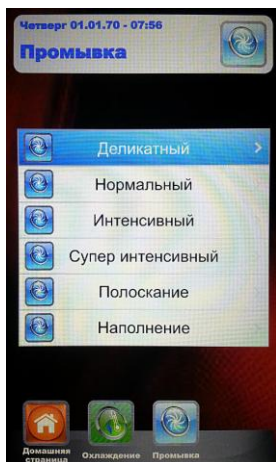 Четверг 01.01.70 - 07:56
Промывка
Деликатный
Нормальный
Интенсивный
Супер интенсивный
Полоскание
Наполнение
Домашняя
страница
Охлаждение
Промывка